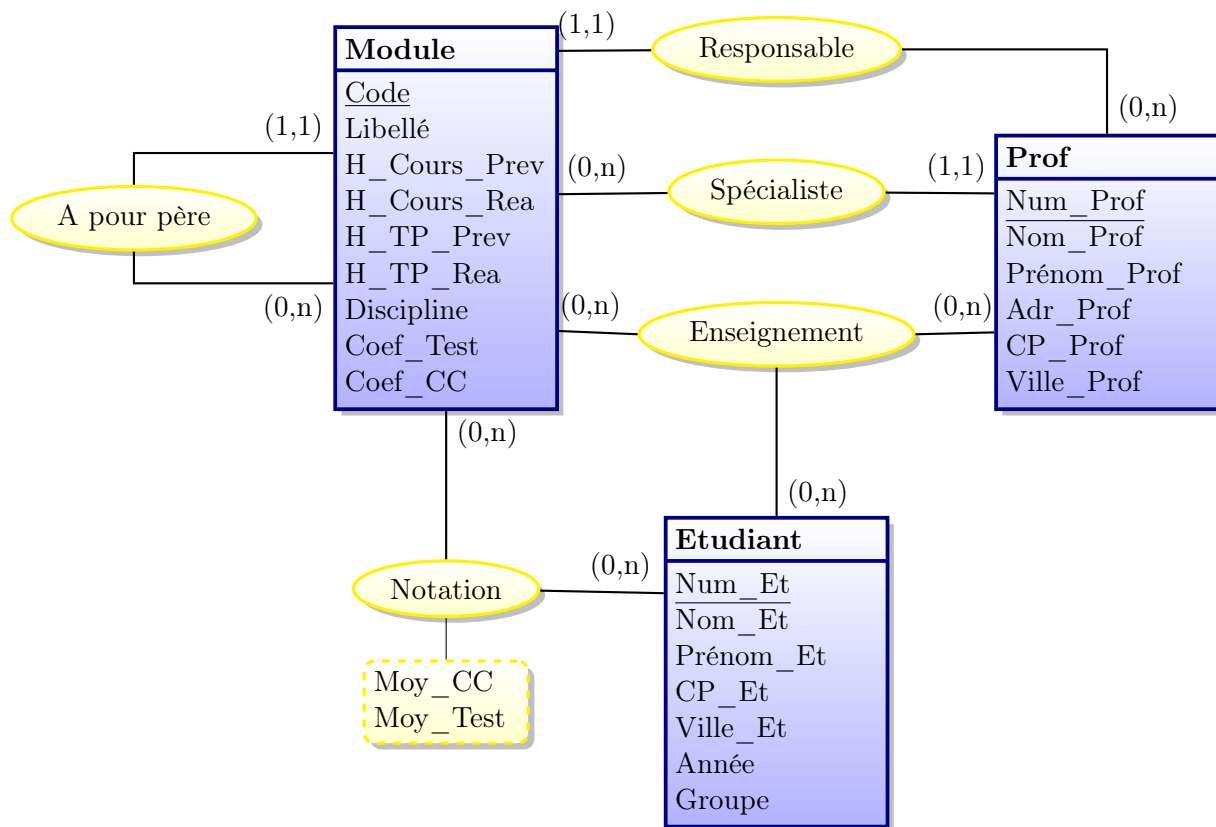 (1,1)
Responsable
(0,n)
Module
Code
Libellé
H_Cours_Prev
H_Cours_Rea
H_TP_Prev
H_TP_Rea
Discipline
Coef_Test
Coef_CC
(1,1)
A pour père
(0,n)
(0,n)
Spécialiste
(1,1)
(0,n)
Enseignement
(0,n)
Prof
Num_Prof
Nom_Prof
Prénom_Prof
Adr_Prof
CP_Prof
Ville_Prof
(0,n)
(0,n)
Notation
(0,n)
Moy_CC
Moy_Test
Etudiant
Num_Et
Nom_Et
Prénom_Et
CP_Et
Ville_Et
Année
Groupe